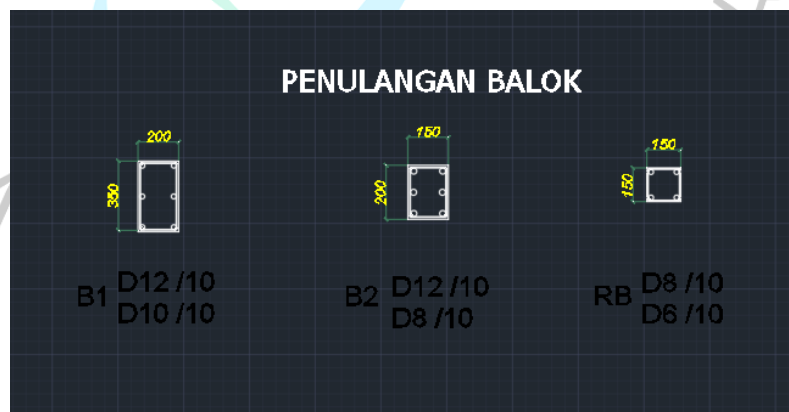 PENULANGAN BALOK
200
350
B1 D12 /10
D10 /10
150
200
B2 D12 /10
D8 /10
150
150
RB D8 /10
D6 /10